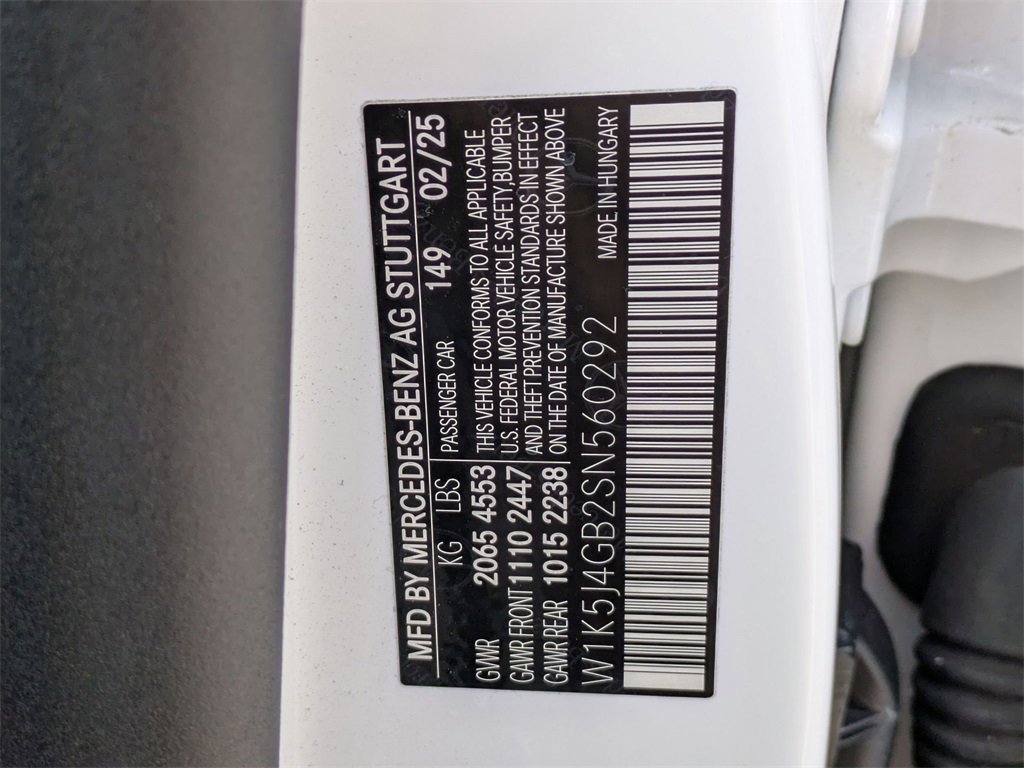 MFD BY MERCEDES-BENZ AG STUTTGART
KG LBS 149 02/25
PASSENGER CAR
GVWR 2065 4553
GAWR FRONT 1110 2447
GAWR REAR 1015 2238
THIS VEHICLE CONFORMS TO ALL APPLICABLE
U.S. FEDERAL MOTOR VEHICLE SAFETY,BUMPER
AND THEFT PREVENTION STANDARDS IN EFFECT
ON THE DATE OF MANUFACTURE SHOWN ABOVE
MADE IN HUNGARY
W1K5J4GB2SN560292